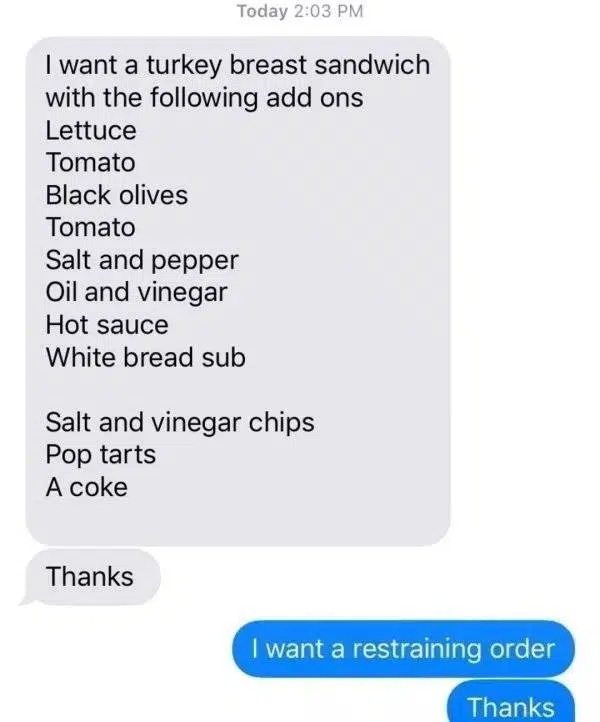 Today 2:03 PM
I want a turkey breast sandwich
with the following add ons
Lettuce
Tomato
Black olives
Tomato
Salt and pepper
Oil and vinegar
Hot sauce
White bread sub
Salt and vinegar chips
Pop tarts
A coke
Thanks
I want a restraining order
Thanks